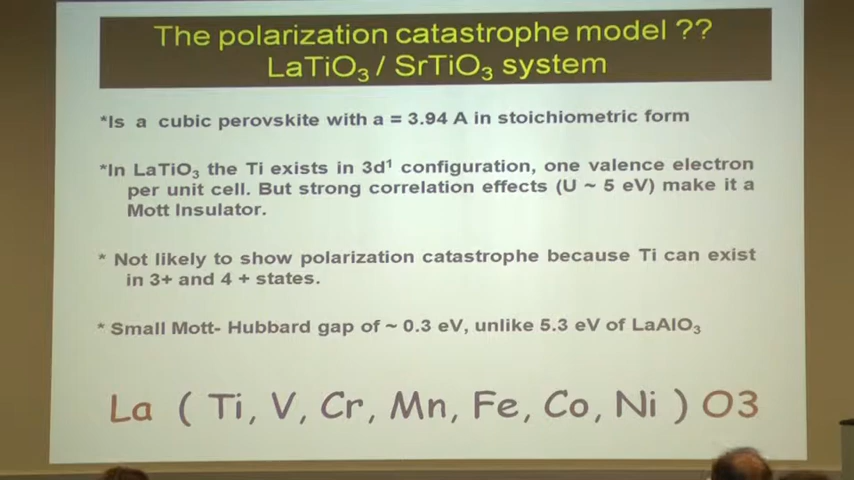 The polarization catastrophe model ??
LaTiO₃ / SrTiO₃ system
*Is a cubic perovskite with a = 3.94 A in stoichiometric form
*In LaTiO₃ the Ti exists in 3d¹ configuration, one valence electron
per unit cell. But strong correlation effects (U ~ 5 eV) make it a
Mott Insulator.
* Not likely to show polarization catastrophe because Ti can exist
in 3+ and 4 + states.
* Small Mott- Hubbard gap of ~ 0.3 eV, unlike 5.3 eV of LaAlO₃
La ( Ti, V, Cr, Mn, Fe, Co, Ni ) O3